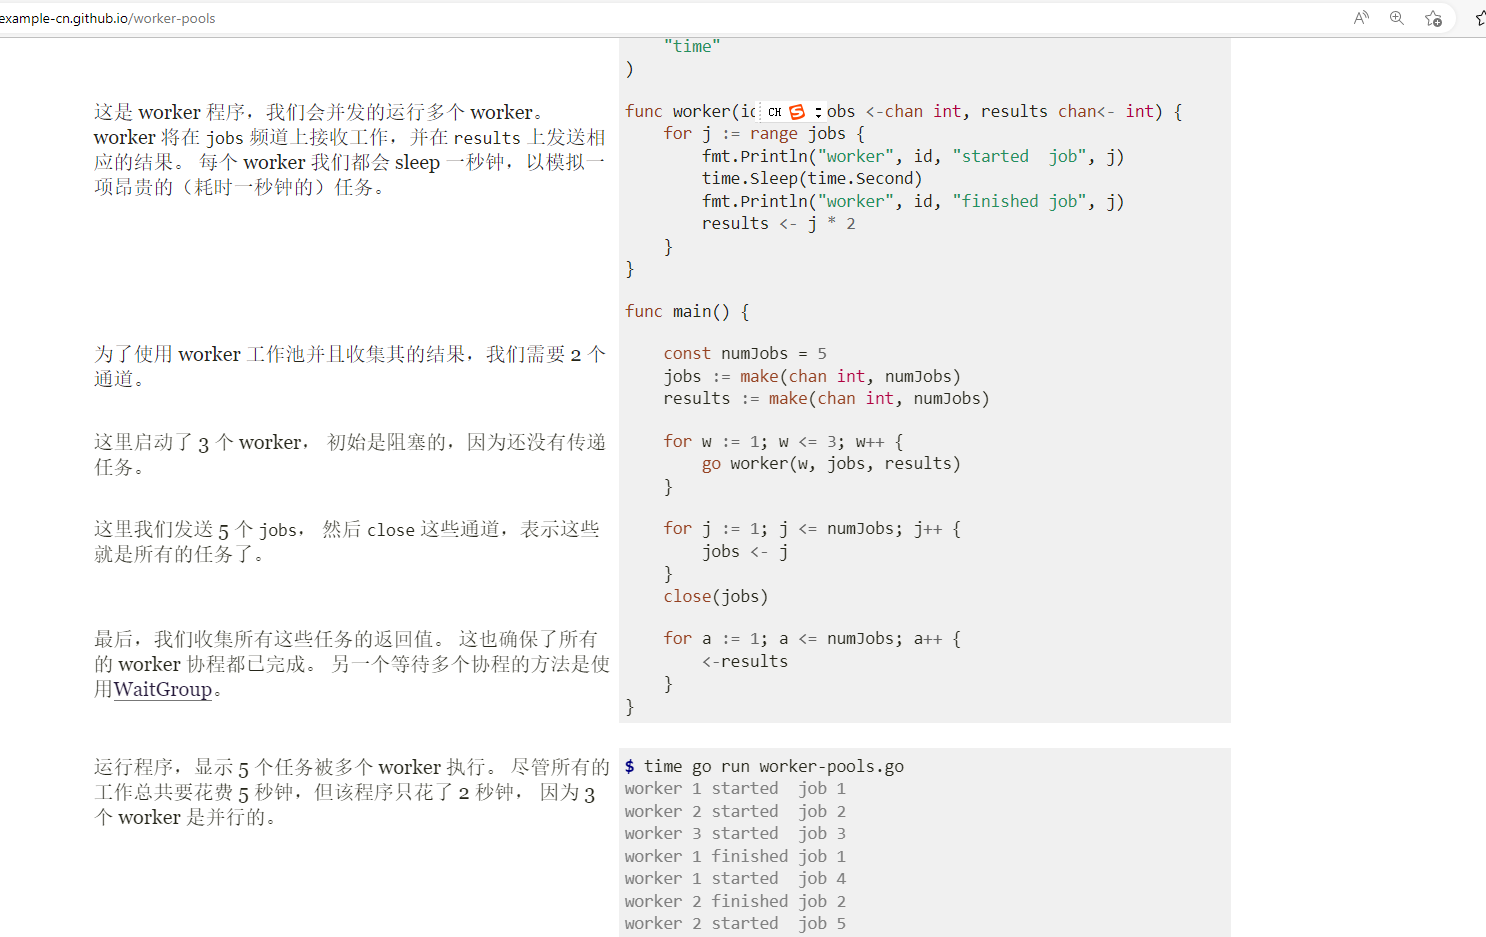 example-cn.github.io/worker-pools
"time"
)
这是 worker 程序，我们会并发的运行多个 worker。
worker 将在 jobs 频道上接收工作，并在 results 上发送相
应的结果。 每个 worker 我们都会 sleep 一秒钟，以模拟一
项昂贵的（耗时一秒钟的）任务。
func worker(id CH S obs <-chan int, results chan<- int) {
for j := range jobs {
fmt.Println("worker", id, "started  job", j)
time.Sleep(time.Second)
fmt.Println("worker", id, "finished job", j)
results <- j * 2
}
}
func main() {
为了使用 worker 工作池并且收集其的结果，我们需要 2 个
通道。
const numJobs = 5
jobs := make(chan int, numJobs)
results := make(chan int, numJobs)
这里启动了 3 个 worker， 初始是阻塞的，因为还没有传递
任务。
for w := 1; w <= 3; w++ {
go worker(w, jobs, results)
}
这里我们发送 5 个 jobs， 然后 close 这些通道，表示这些
就是所有的任务了。
for j := 1; j <= numJobs; j++ {
jobs <- j
}
close(jobs)
最后，我们收集所有这些任务的返回值。 这也确保了所有
的 worker 协程都已完成。 另一个等待多个协程的方法是使
用WaitGroup。
for a := 1; a <= numJobs; a++ {
<-results
}
}
运行程序，显示 5 个任务被多个 worker 执行。 尽管所有的
工作总共要花费 5 秒钟，但该程序只花了 2 秒钟， 因为 3
个 worker 是并行的。
$ time go run worker-pools.go
worker 1 started  job 1
worker 2 started  job 2
worker 3 started  job 3
worker 1 finished job 1
worker 1 started  job 4
worker 2 finished job 2
worker 2 started  job 5